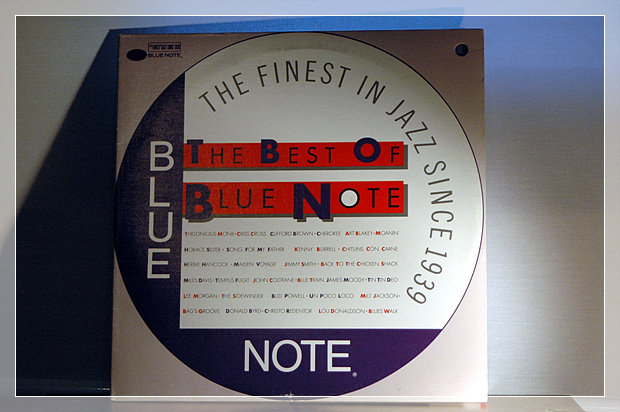 BLUE NOTE.
THE FINEST IN JAZZ SINCE 1939
BLUE
THE BEST OF
BLUE NOTE
THELONIOUS MONK • CRISS CROSS CLIFFORD BROWN • CHEROKEE ART BLAKEY • MOANIN'
HORACE SILVER • SONG FOR MY FATHER KENNY BURRELL • CHITLINS CON CARNE
HERBIE HANCOCK • MAIDEN VOYAGE JIMMY SMITH • BACK TO THE CHICKEN SHACK
MILES DAVIS • TEMPUS FUGIT JOHN COLTRANE • BLUE TRAIN JAMES MOODY • TIN TIN DEO
LEE MORGAN • THE SIDEWINDER BUD POWELL • UN POCO LOCO MILT JACKSON •
BAG'S GROOVE DONALD BYRD • CHRISTO REDENTOR LOU DONALDSON • BLUES WALK
NOTE®